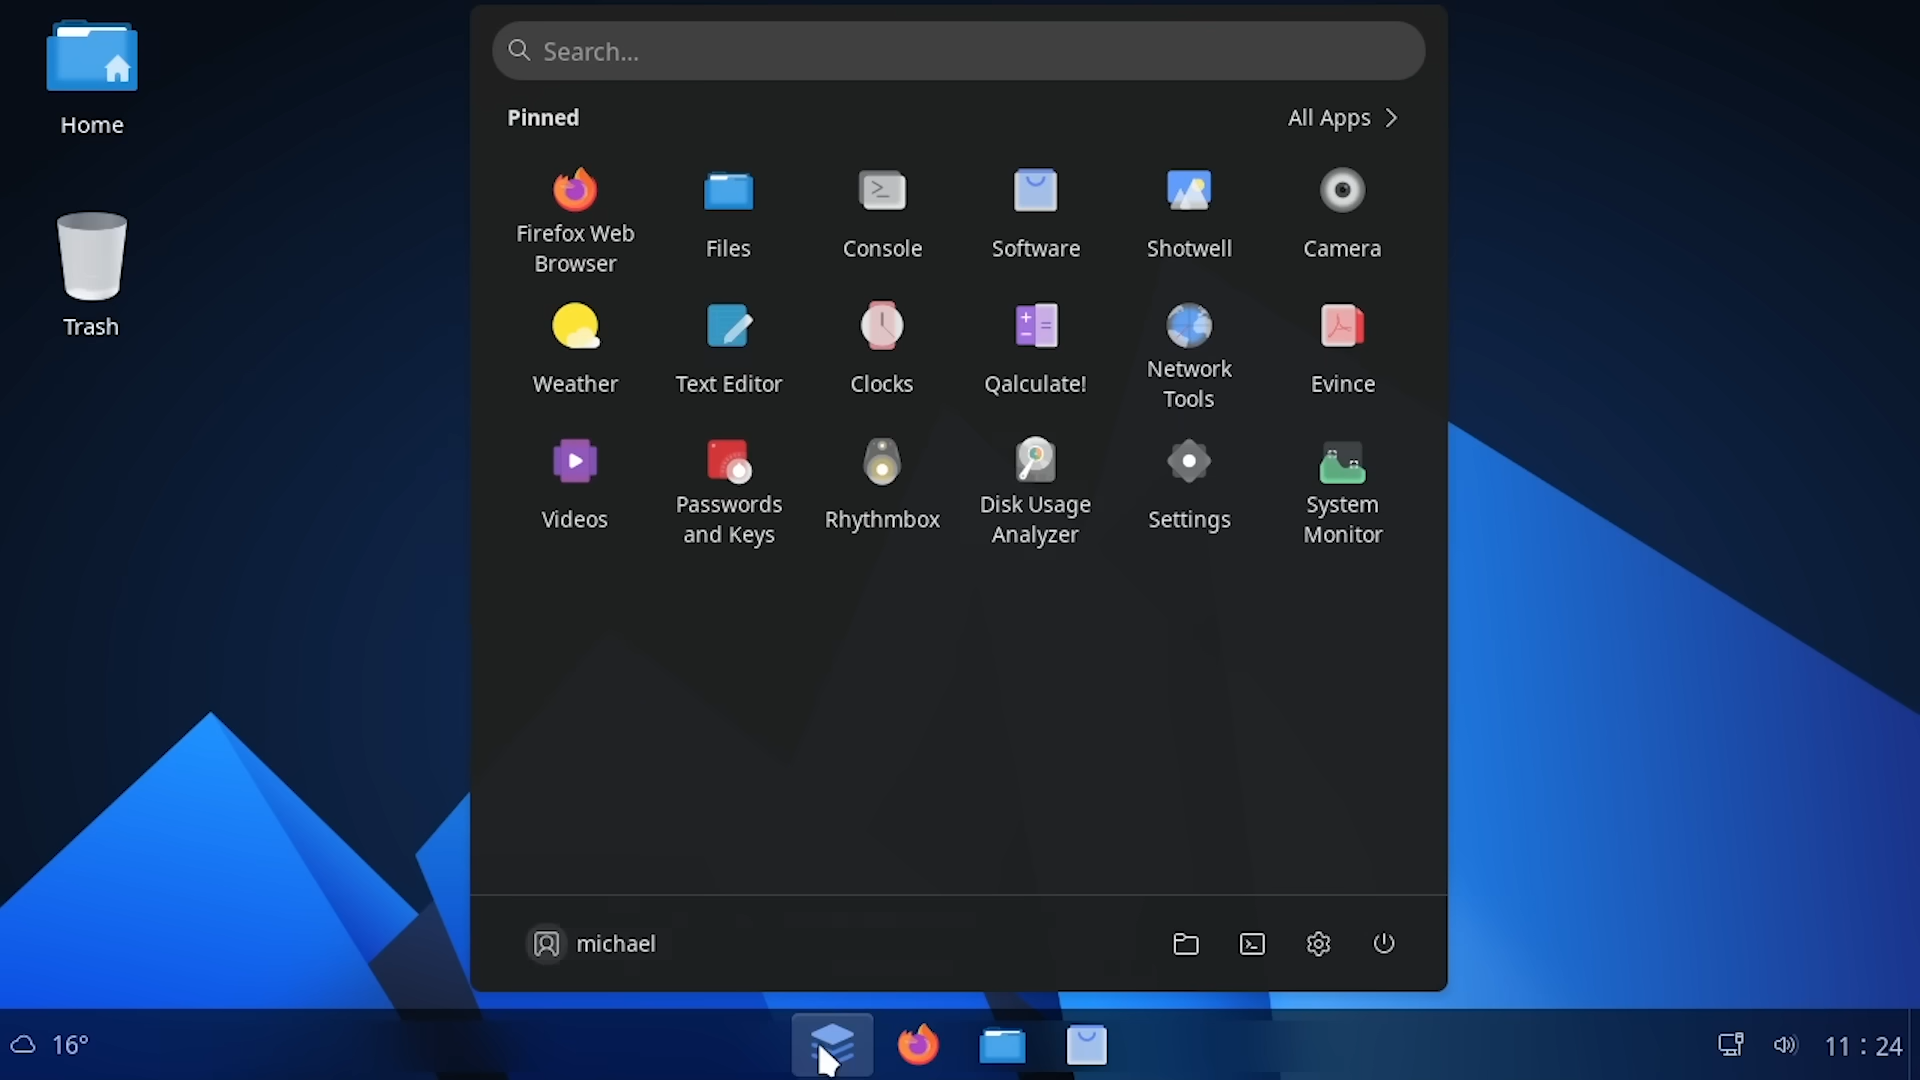 Home
Trash
Search...
Pinned
All Apps
Firefox Web
Browser
Files
Console
Software
Shotwell
Camera
Weather
Text Editor
Clocks
Qalculate!
Network
Tools
Evince
Videos
Passwords
and Keys
Rhythmbox
Disk Usage
Analyzer
Settings
System
Monitor
michael
16°
11 : 24